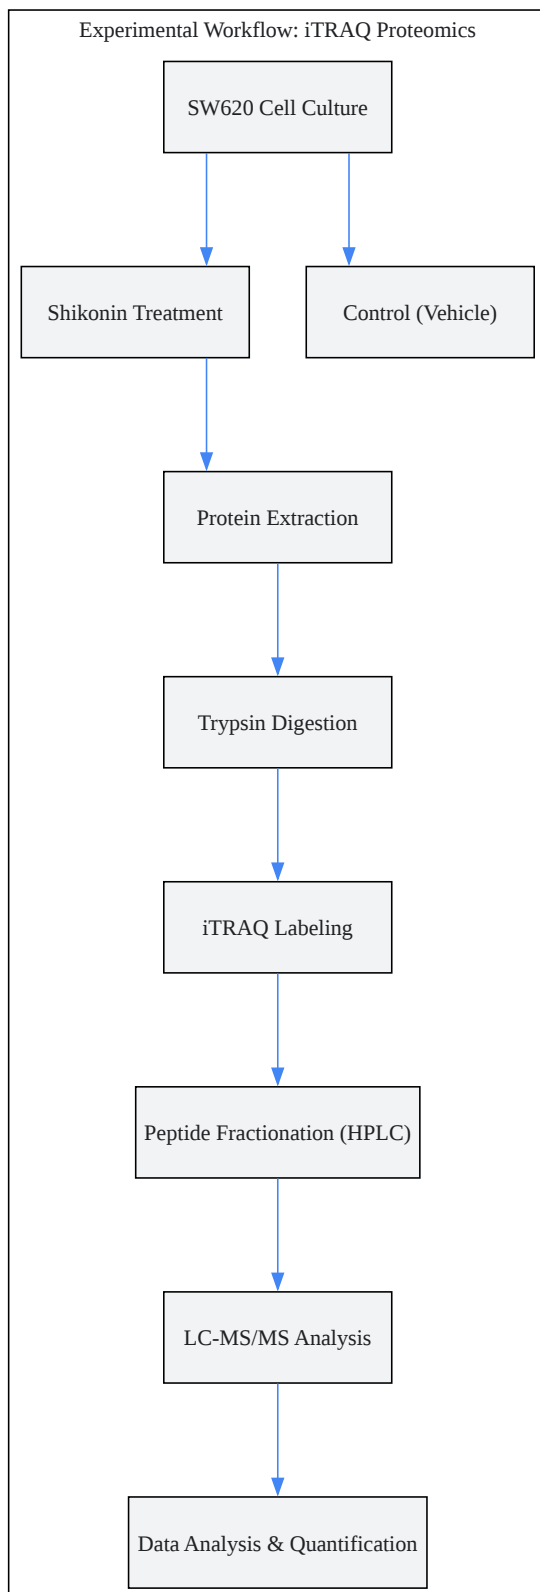 Experimental Workflow: iTRAQ Proteomics
SW620 Cell Culture
Shikonin Treatment
Control (Vehicle)
Protein Extraction
Trypsin Digestion
iTRAQ Labeling
Peptide Fractionation (HPLC)
LC-MS/MS Analysis
Data Analysis & Quantification